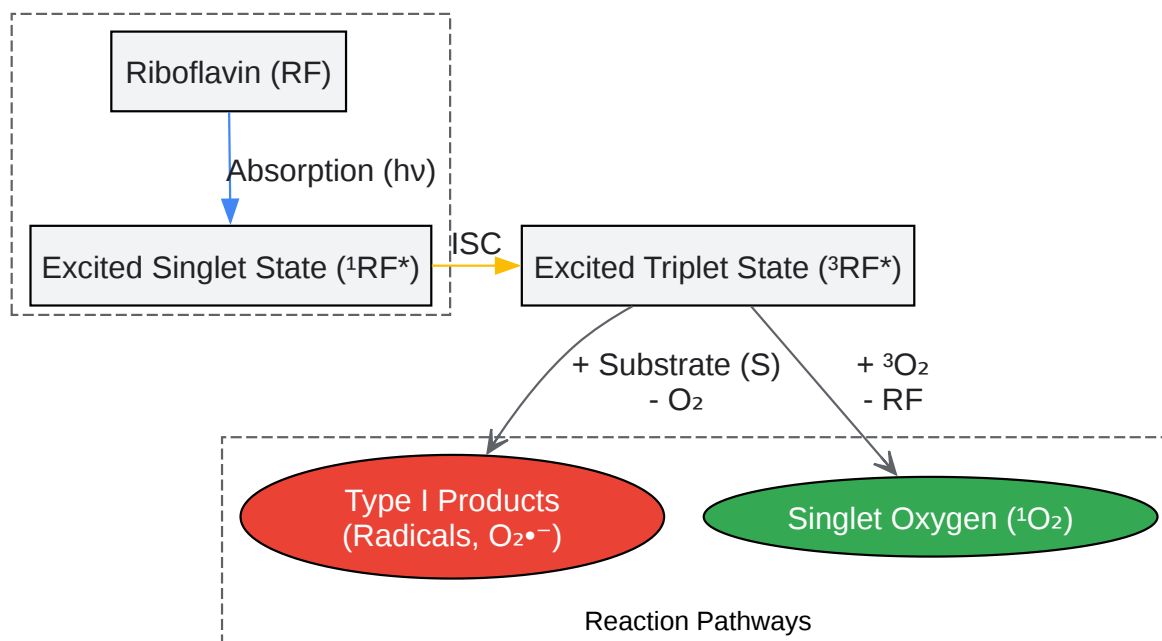 Riboflavin (RF)
Absorption (hν)
ISC
Excited Singlet State (¹RF*)
Excited Triplet State (³RF*)
+ Substrate (S)
- O₂
+ ³O₂
- RF
Type I Products
(Radicals, O₂•⁻)
Singlet Oxygen (¹O₂)
Reaction Pathways